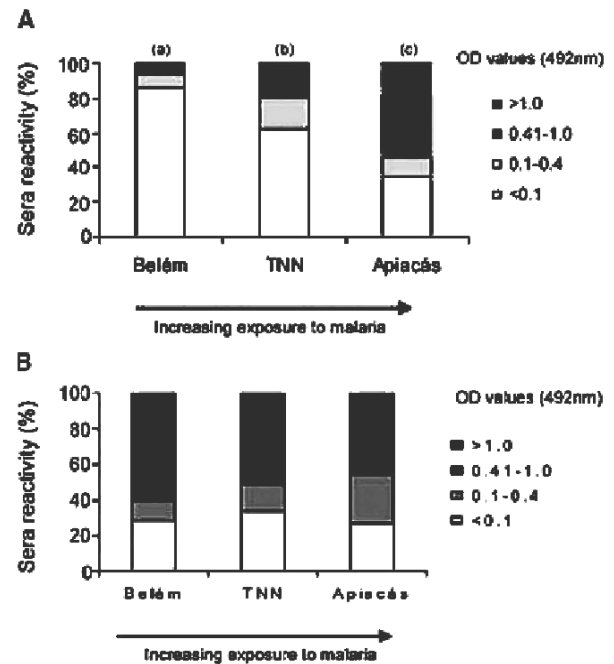 A
(a) (b) (c)
OD values (492nm)
100
80
60
40
20
0
Sera reactivity (%)
>1.0
0.41-1.0
0.1-0.4
<0.1
Belém TNN Apiacás
Increasing exposure to malaria
B
OD values (492nm)
100
80
60
40
20
0
Sera reactivity (%)
>1.0
0.41-1.0
0.1-0.4
<0.1
Belém TNN Apiacás
Increasing exposure to malaria